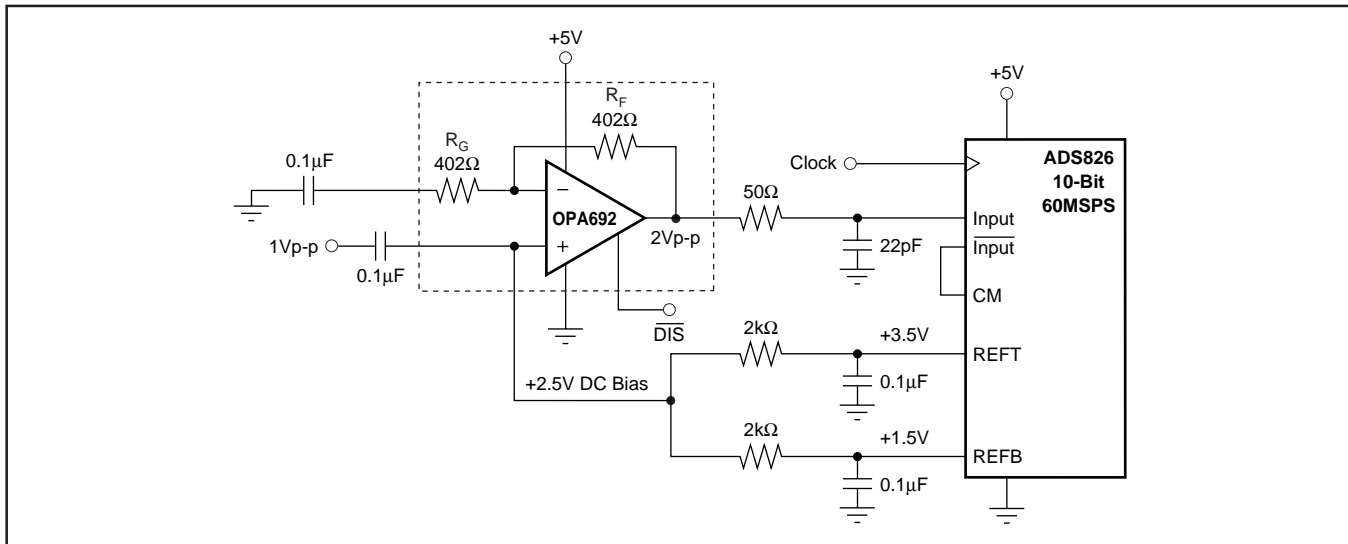 +5V
+5V
R_F
402Ω
R_G
402Ω
0.1μF
Clock
ADS826
10-Bit
60MSPS
−
OPA692
+
50Ω
Input
2Vp-p
1Vp-p
22pF
Input
0.1μF
CM
DIS
2kΩ
+3.5V
REFT
+2.5V DC Bias
0.1μF
2kΩ
+1.5V
REFB
0.1μF